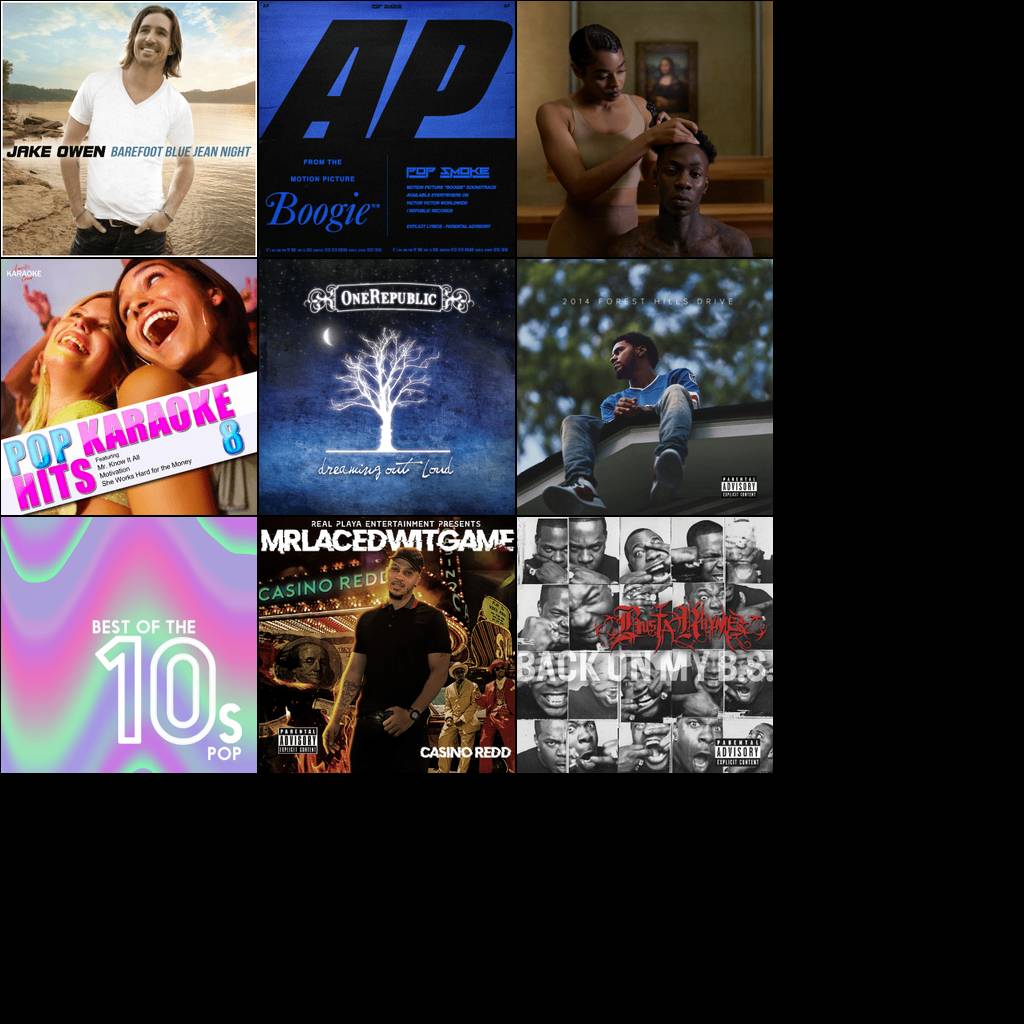 JAKE OWEN BAREFOOT BLUE JEAN NIGHT
AP
POP SMOKE
AP
AP
FROM THE
MOTION PICTURE
Boogie
POP SMOKE
MOTION PICTURE "BOOGIE" SOUNDTRACK
AVAILABLE EVERYWHERE ON
VICTOR VICTOR WORLDWIDE
/ REPUBLIC RECORDS
EXPLICIT LYRICS - PARENTAL ADVISORY
KARAOKE
POP KARAOKE
HITS 8
Featuring
Mr. Know It All
Motivation
She Works Hard for the Money
ONEREPUBLIC
dreaming out loud
2014 FOREST HILLS DRIVE
PARENTAL
ADVISORY
EXPLICIT CONTENT
BEST OF THE
10s
POP
REAL PLAYA ENTERTAINMENT PRESENTS
MRLACEDWITGAME
CASINO REDD
PARENTAL
ADVISORY
EXPLICIT CONTENT
CASINO REDD
Busta Rhymes
BACK ON MY B.S.
PARENTAL
ADVISORY
EXPLICIT CONTENT